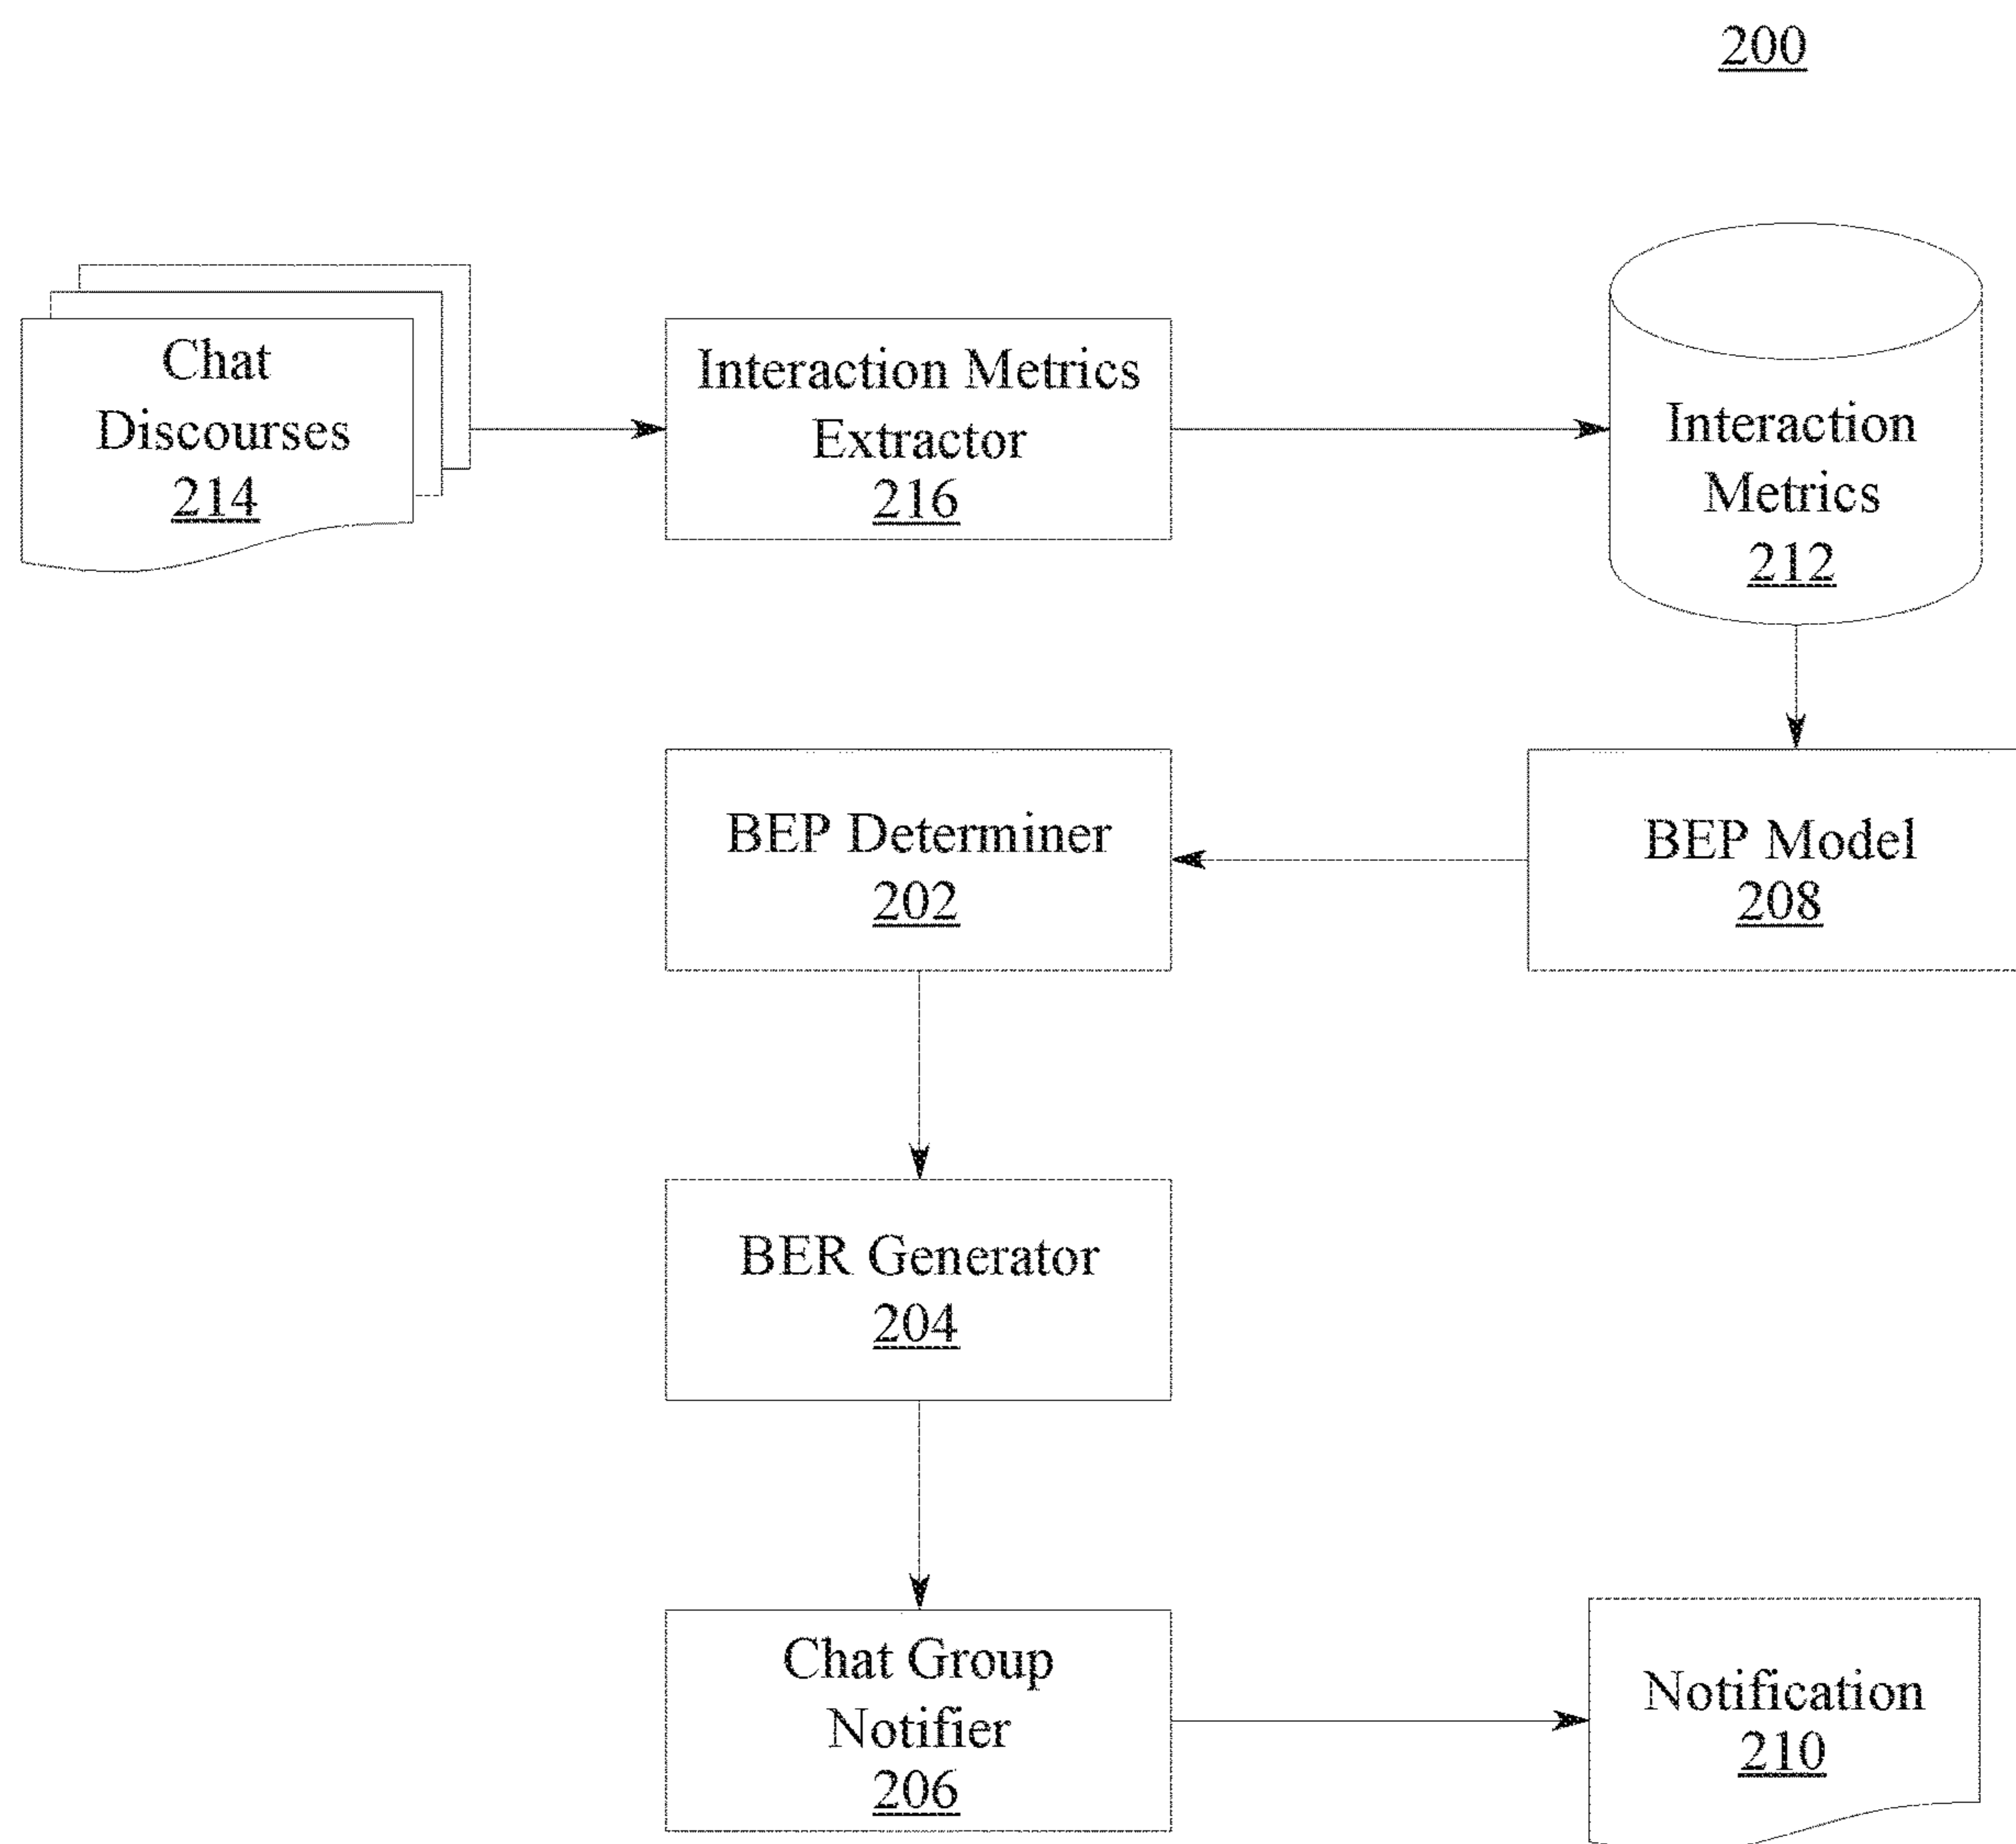 200
Chat
Discourses
214
Interaction Metrics
Extractor
216
Interaction
Metrics
212
BEP Determiner
202
BEP Model
208
BER Generator
204
Chat Group
Notifier
206
Notification
210